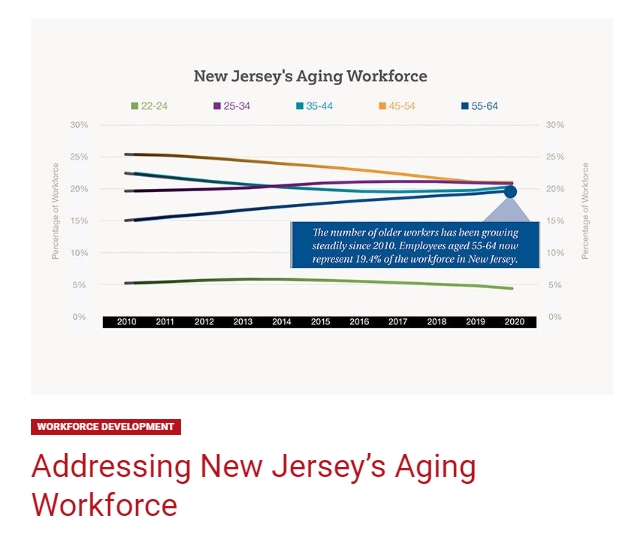 New Jersey's Aging Workforce
22-24 25-34 35-44 45-54 55-64
30% 30%
25% 25%
20% 20%
15% 15%
10% 10%
5% 5%
0% 0%
Percentage of Workforce
Percentage of Workforce
The number of older workers has been growing
steadily since 2010. Employees aged 55-64 now
represent 19.4% of the workforce in New Jersey.
2010 2011 2012 2013 2014 2015 2016 2017 2018 2019 2020
WORKFORCE DEVELOPMENT
Addressing New Jersey’s Aging
Workforce